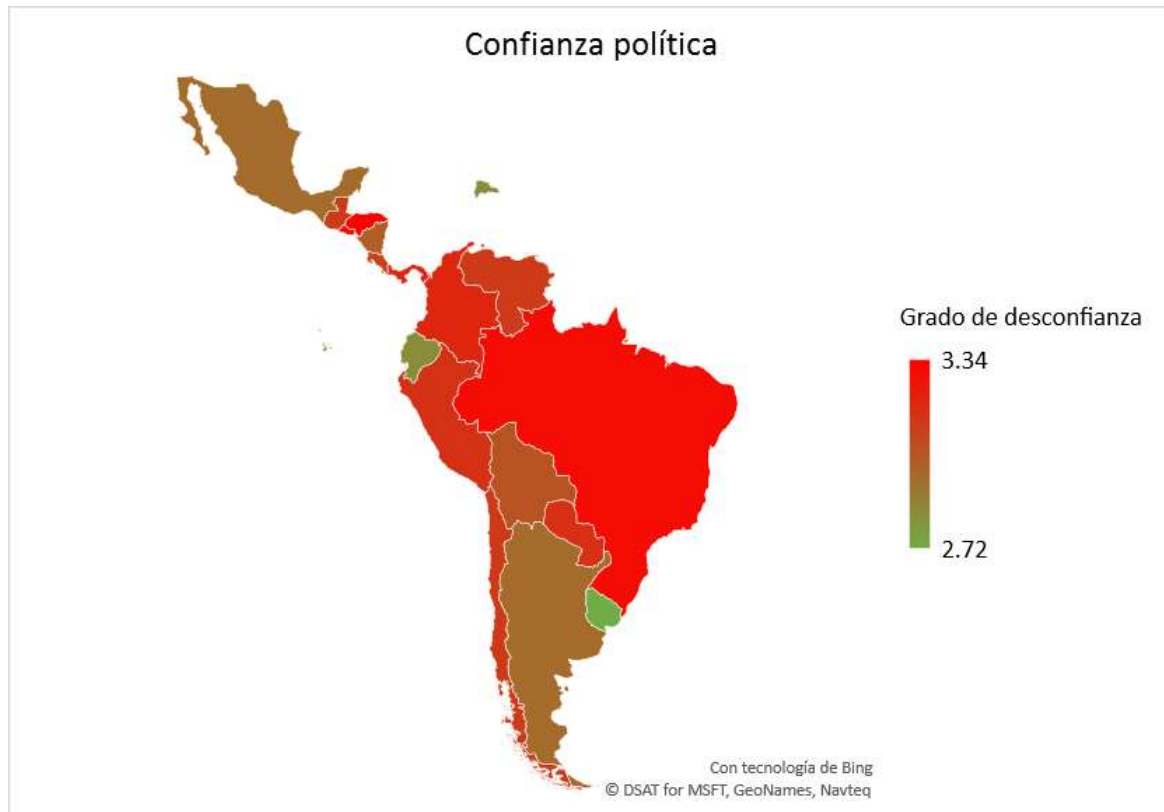 Confianza política
Grado de desconfianza
3.34
2.72
Con tecnología de Bing
© DSAT for MSFT, GeoNames, Navteq